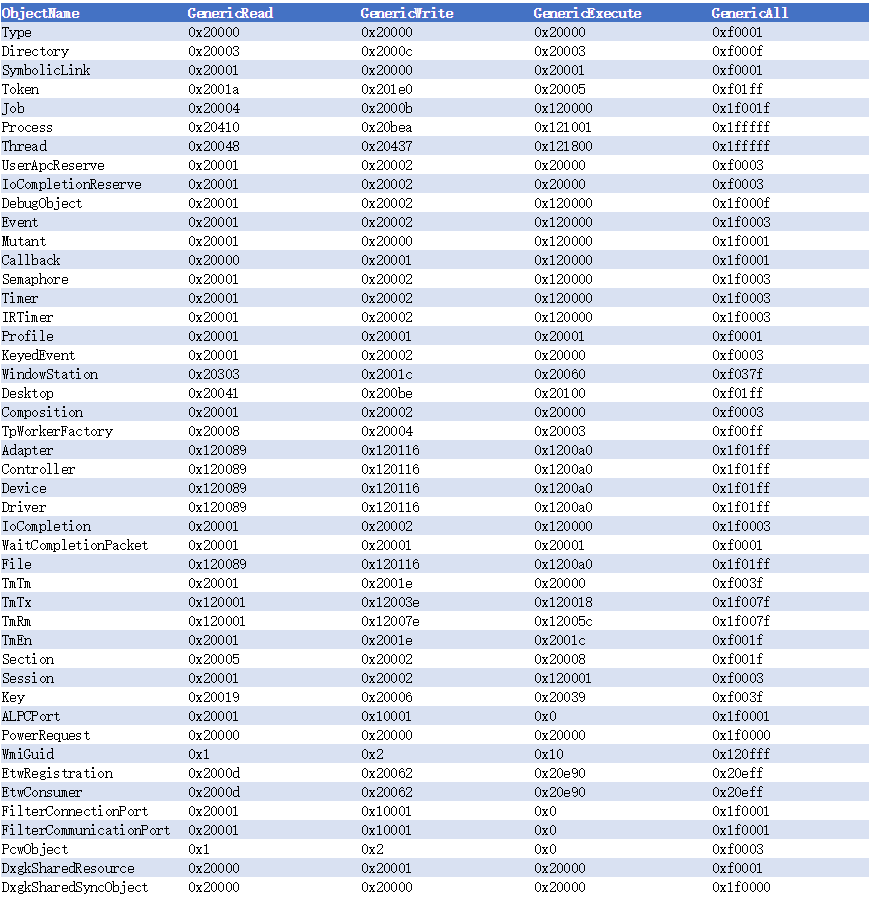 ObjectName GenericRead GenericWrite GenericExecute GenericAll
Type 0x20000 0x20000 0x20000 0xf0001
Directory 0x20003 0x2000c 0x20003 0xf000f
SymbolicLink 0x20001 0x20000 0x20001 0xf0001
Token 0x2001a 0x201e0 0x20005 0xf01ff
Job 0x20004 0x2000b 0x120000 0x1f001f
Process 0x20410 0x20bea 0x121001 0x1fffff
Thread 0x20048 0x20437 0x121800 0x1fffff
UserApcReserve 0x20001 0x20002 0x20000 0xf0003
IoCompletionReserve 0x20001 0x20002 0x20000 0xf0003
DebugObject 0x20001 0x20002 0x120000 0x1f000f
Event 0x20001 0x20002 0x120000 0x1f0003
Mutant 0x20001 0x20000 0x120000 0x1f0001
Callback 0x20000 0x20001 0x120000 0x1f0001
Semaphore 0x20001 0x20002 0x120000 0x1f0003
Timer 0x20001 0x20002 0x120000 0x1f0003
IRTimer 0x20001 0x20002 0x120000 0x1f0003
Profile 0x20001 0x20001 0x20001 0xf0001
KeyedEvent 0x20001 0x20002 0x20000 0xf0003
WindowStation 0x20303 0x2001c 0x20060 0xf037f
Desktop 0x20041 0x200be 0x20100 0xf01ff
Composition 0x20001 0x20002 0x20000 0xf0003
TpWorkerFactory 0x20008 0x20004 0x20003 0xf00ff
Adapter 0x120089 0x120116 0x1200a0 0x1f01ff
Controller 0x120089 0x120116 0x1200a0 0x1f01ff
Device 0x120089 0x120116 0x1200a0 0x1f01ff
Driver 0x120089 0x120116 0x1200a0 0x1f01ff
IoCompletion 0x20001 0x20002 0x120000 0x1f0003
WaitCompletionPacket 0x20001 0x20001 0x20001 0xf0001
File 0x120089 0x120116 0x1200a0 0x1f01ff
TmTm 0x20001 0x2001e 0x20000 0xf003f
TmTx 0x120001 0x12003e 0x120018 0x1f007f
TmRm 0x120001 0x12007e 0x12005c 0x1f007f
TmEn 0x20001 0x2001e 0x2001c 0xf001f
Section 0x20005 0x20002 0x20008 0xf001f
Session 0x20001 0x20002 0x120001 0xf0003
Key 0x20019 0x20006 0x20039 0xf003f
ALPCPort 0x20001 0x10001 0x0 0x1f0001
PowerRequest 0x20000 0x20000 0x20000 0x1f0000
WmiGuid 0x1 0x2 0x10 0x120fff
EtwRegistration 0x2000d 0x20062 0x20e90 0x20eff
EtwConsumer 0x2000d 0x20062 0x20e90 0x20eff
FilterConnectionPort 0x20001 0x10001 0x0 0x1f0001
FilterCommunicationPort 0x20001 0x10001 0x0 0x1f0001
PcwObject 0x1 0x2 0x0 0xf0003
DxgkSharedResource 0x20000 0x20001 0x20000 0xf0001
DxgkSharedSyncObject 0x20000 0x20000 0x20000 0x1f0000